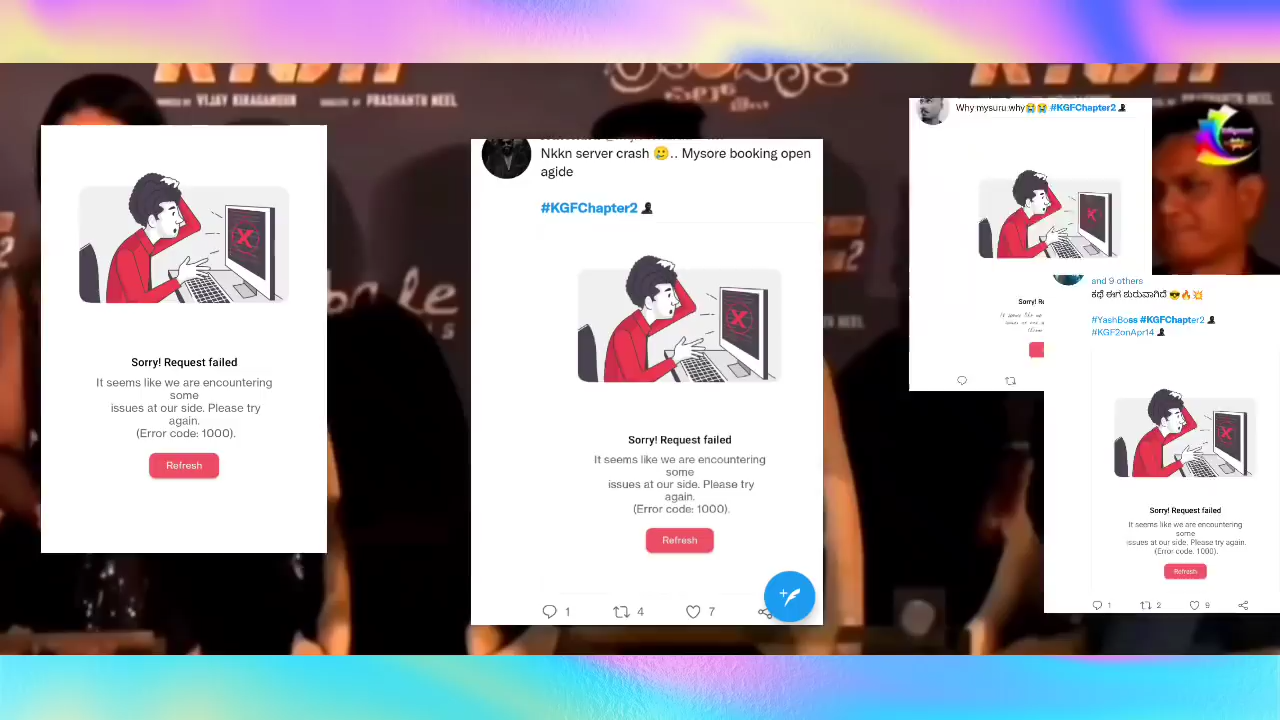 VIJAY KIRAGANDUR
PRASHANTH NEEL
Sorry! Request failed
It seems like we are encountering
some
issues at our side. Please try
again.
(Error code: 1000).
Refresh
Nkkn server crash 🥲.. Mysore booking open
agide
#KGFChapter2
Sorry! Request failed
It seems like we are encountering
some
issues at our side. Please try
again.
(Error code: 1000).
Refresh
1 4 7
Why mysuru why😭😭 #KGFChapter2
and 9 others
ಕಥೆ ಈಗ ಶುರುವಾಗಿದೆ 😎🔥💥
#YashBoss #KGFChapter2
#KGF2onApr14
Sorry! Request failed
It seems like we are encountering
some
issues at our side. Please try again.
(Error code: 1000).
Refresh
1 2 9